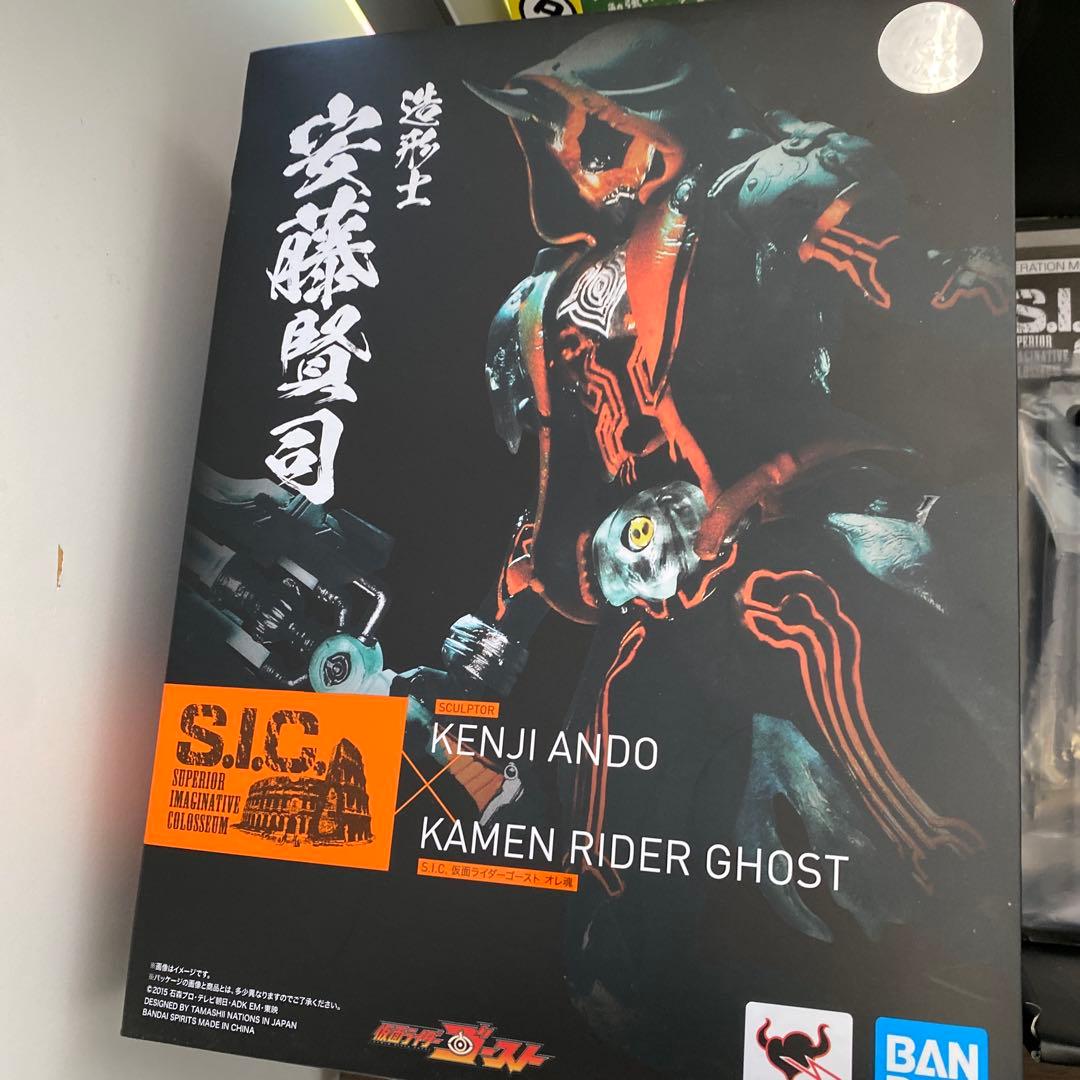 造形士
安藤賢司
S.I.C.
SUPERIOR
IMAGINATIVE
COLOSSEUM
SCULPTOR
KENJI ANDO
×
KAMEN RIDER GHOST
S.I.C. 仮面ライダーゴースト オレ魂
※画像はイメージです。
※パッケージの画像と商品とは、多少異なりますのでご了承ください。
©2015 石森プロ・テレビ朝日・ADK EM・東映
DESIGNED BY TAMASHII NATIONS IN JAPAN
BANDAI SPIRITS MADE IN CHINA
仮面ライダーゴースト
BAN
ERATION M
S.I.
PERIOR
MAGINATIVE